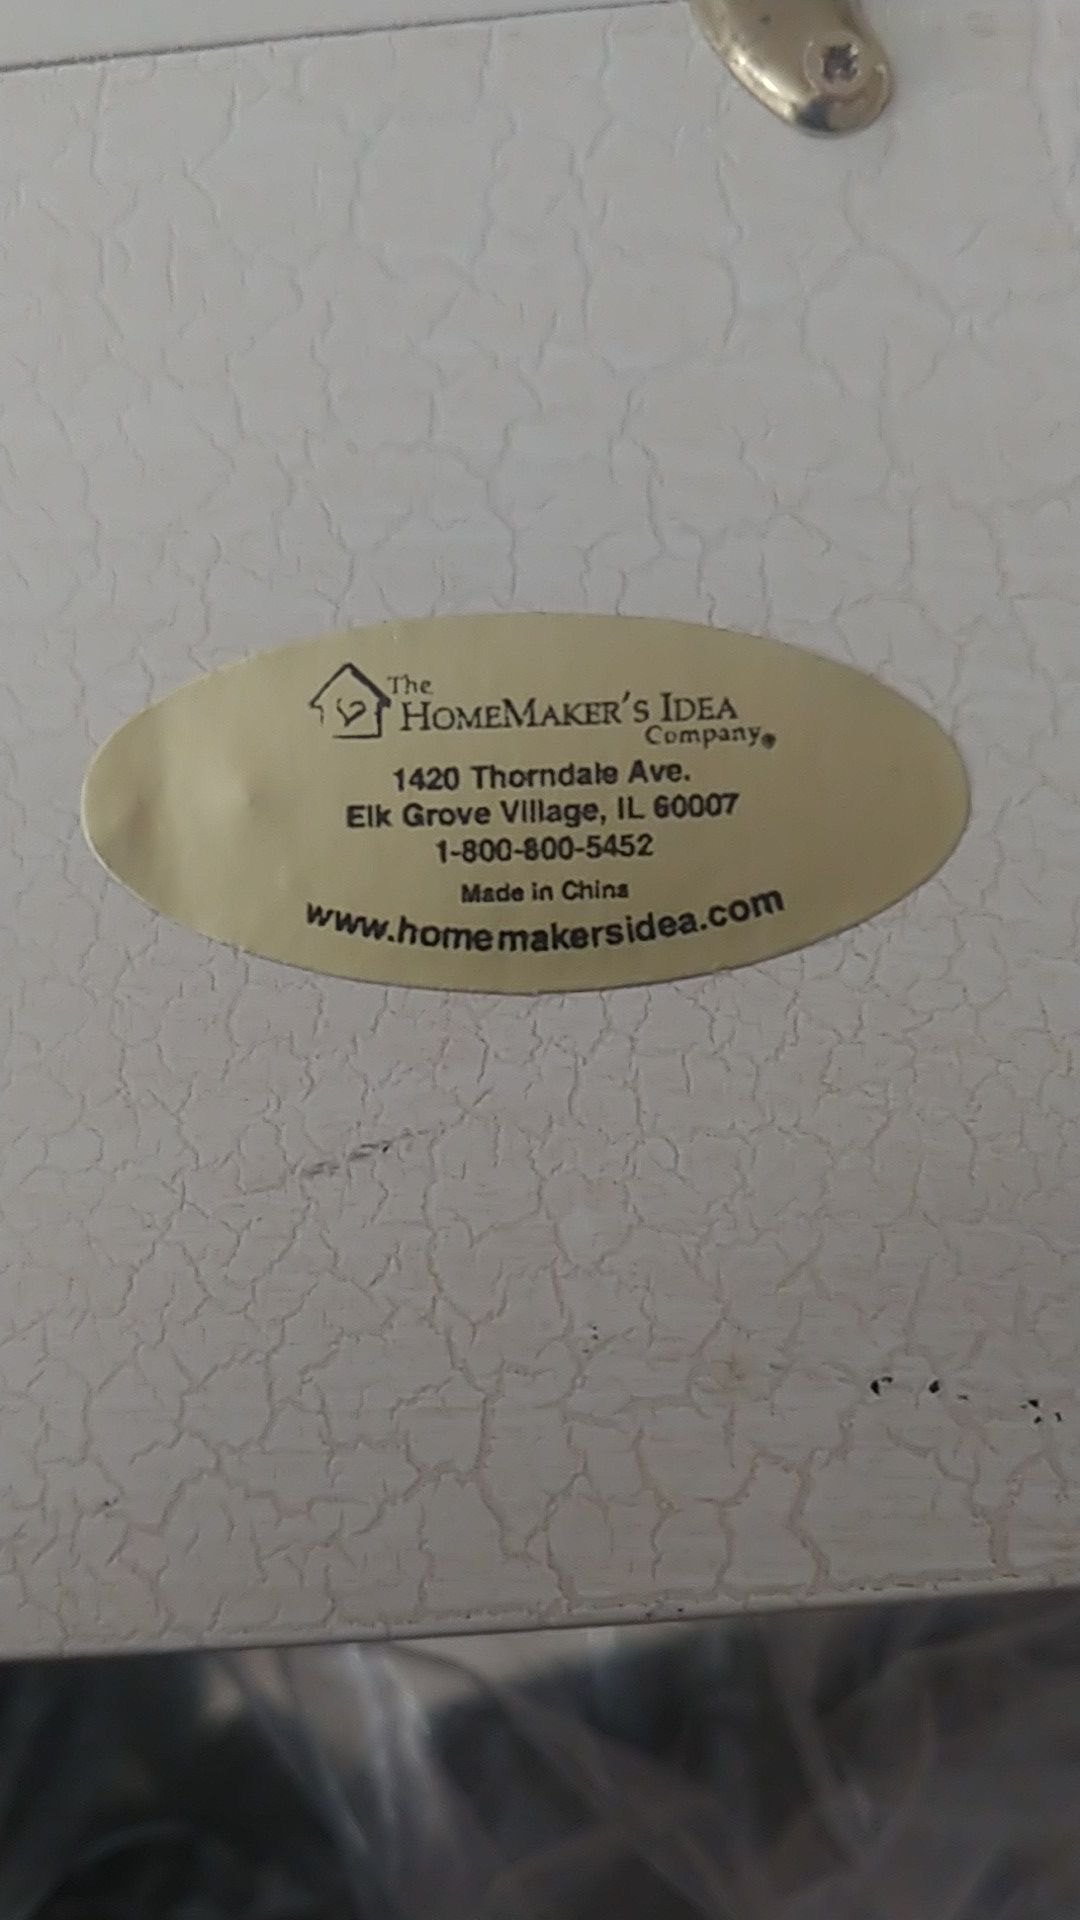 The
HOMEMAKER'S IDEA
Company®
1420 Thorndale Ave.
Elk Grove Village, IL 60007
1-800-800-5452
Made in China
www.homemakersidea.com